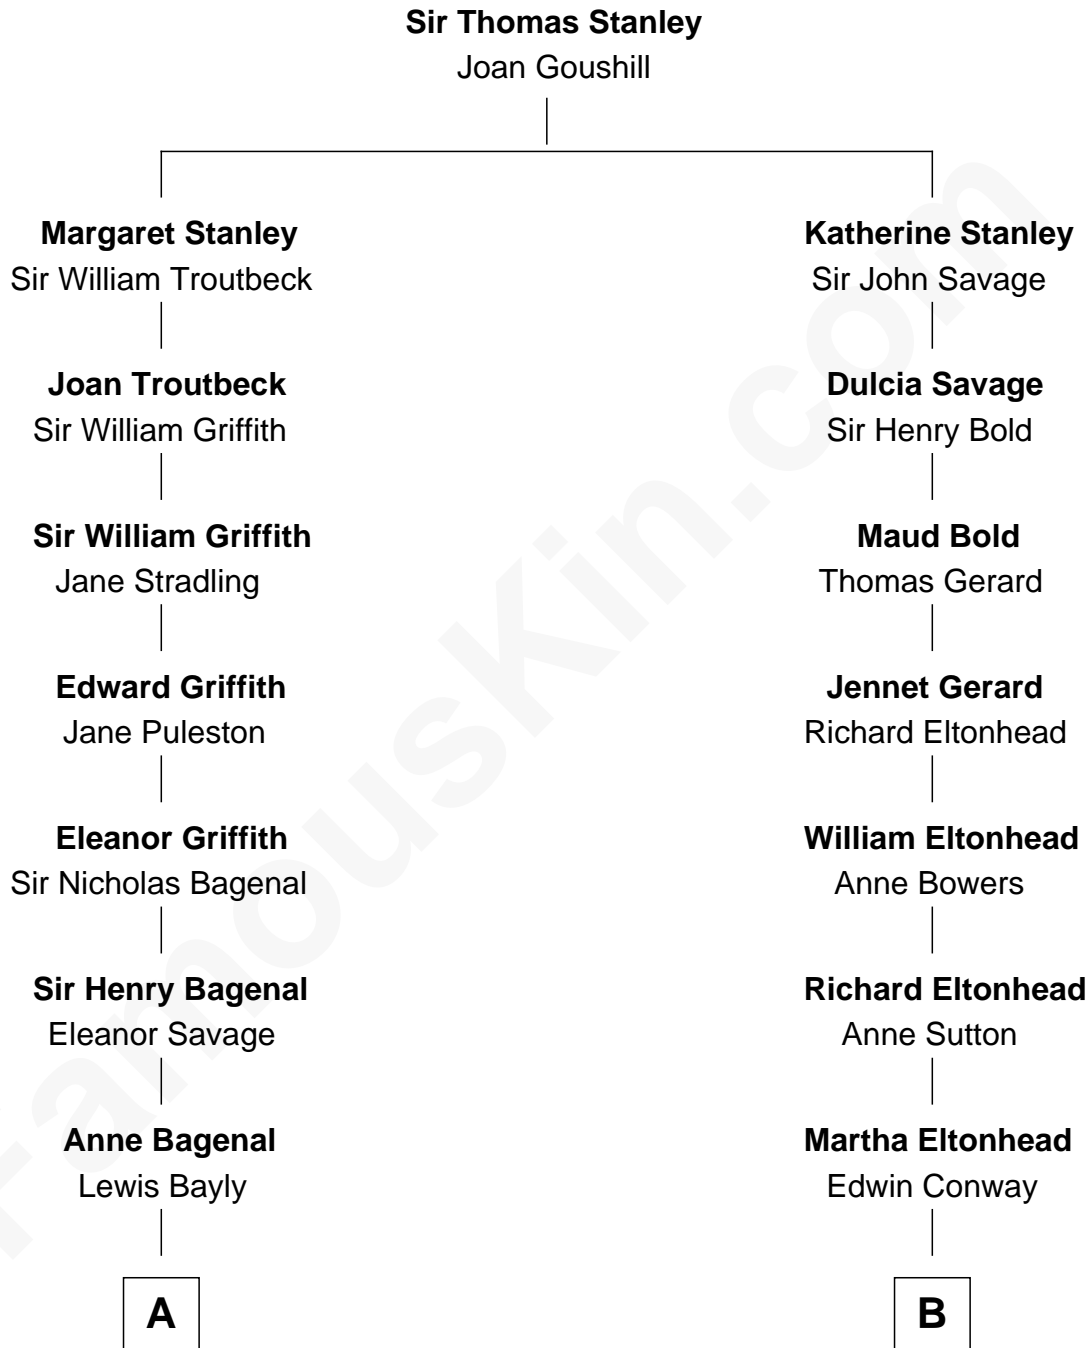 Sir Thomas Stanley
Joan Goushill
Margaret Stanley
Sir William Troutbeck
Katherine Stanley
Sir John Savage
Joan Troutbeck
Sir William Griffith
Dulcia Savage
Sir Henry Bold
Sir William Griffith
Jane Stradling
Maud Bold
Thomas Gerard
Edward Griffith
Jane Puleston
Jennet Gerard
Richard Eltonhead
Eleanor Griffith
Sir Nicholas Bagenal
William Eltonhead
Anne Bowers
Sir Henry Bagenal
Eleanor Savage
Richard Eltonhead
Anne Sutton
Anne Bagenal
Lewis Bayly
Martha Eltonhead
Edwin Conway
A
B
FamousKin.com